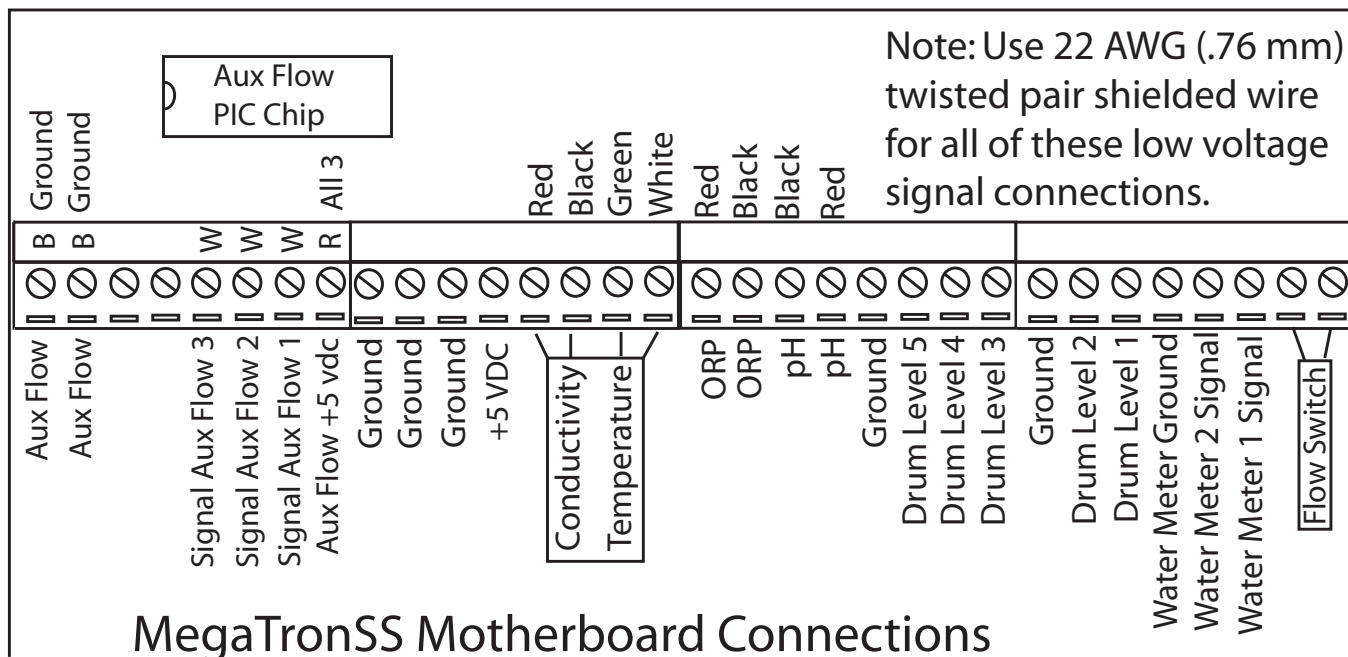 Note: Use 22 AWG (.76 mm)
twisted pair shielded wire
for all of these low voltage
signal connections.
Aux Flow
PIC Chip
Ground
Ground
All 3
Red
Black
Green
White
Red
Black
Black
Red
B
B
W
W
W
R
Aux Flow
Aux Flow
Signal Aux Flow 3
Signal Aux Flow 2
Signal Aux Flow 1
Aux Flow +5 vdc
Ground
Ground
Ground
+5 VDC
Conductivity
Temperature
ORP
ORP
pH
pH
Ground
Drum Level 5
Drum Level 4
Drum Level 3
Ground
Drum Level 2
Drum Level 1
Water Meter Ground
Water Meter 2 Signal
Water Meter 1 Signal
Flow Switch
MegaTronSS Motherboard Connections